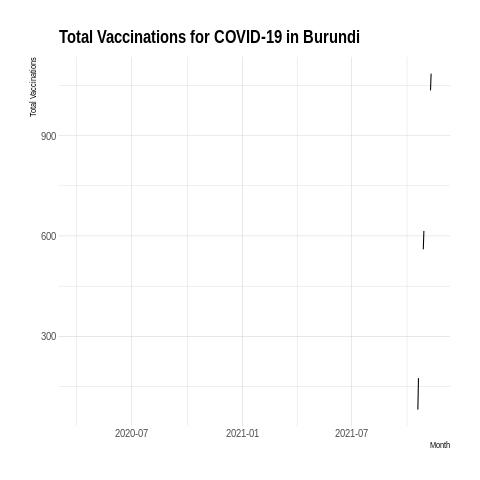 Total Vaccinations for COVID-19 in Burundi
Total Vaccinations
900
600
300
2020-07 2021-01 2021-07
Month